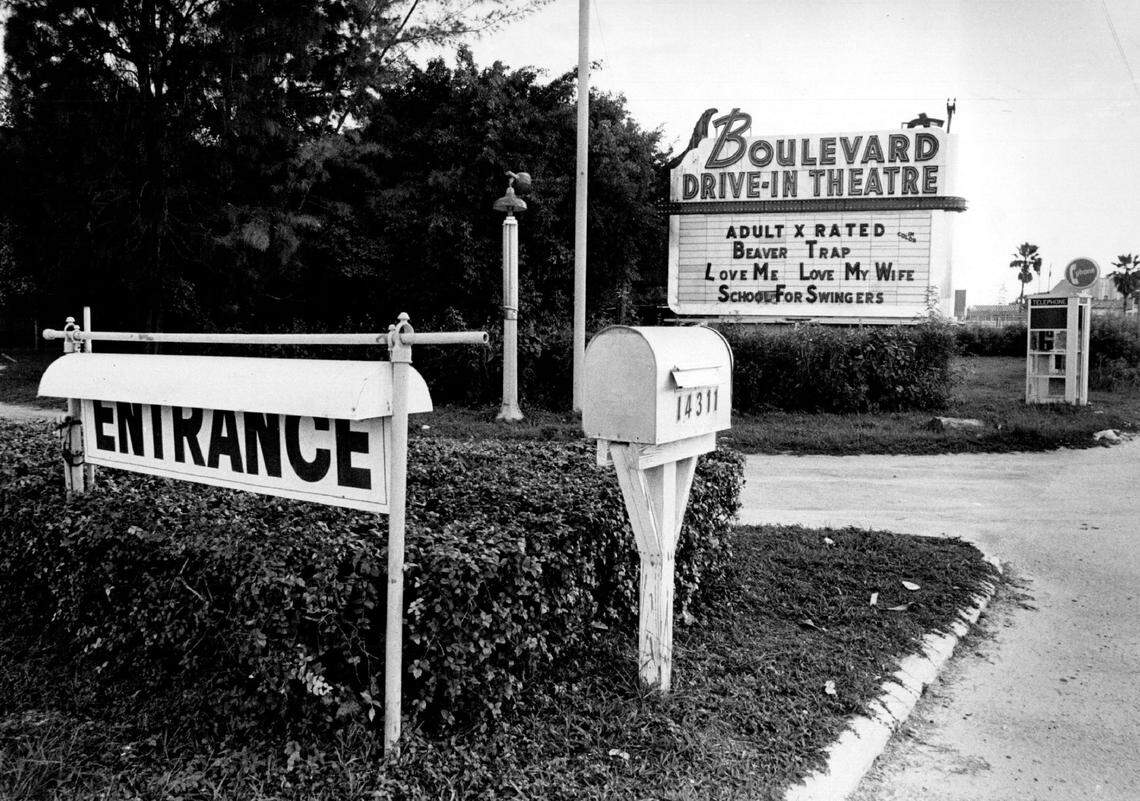 Boulevard
DRIVE-IN THEATRE
ADULT X RATED COLOR
BEAVER TRAP
LOVE ME LOVE MY WIFE
SCHOOL FOR SWINGERS
TELEPHONE
ENTRANCE
14311